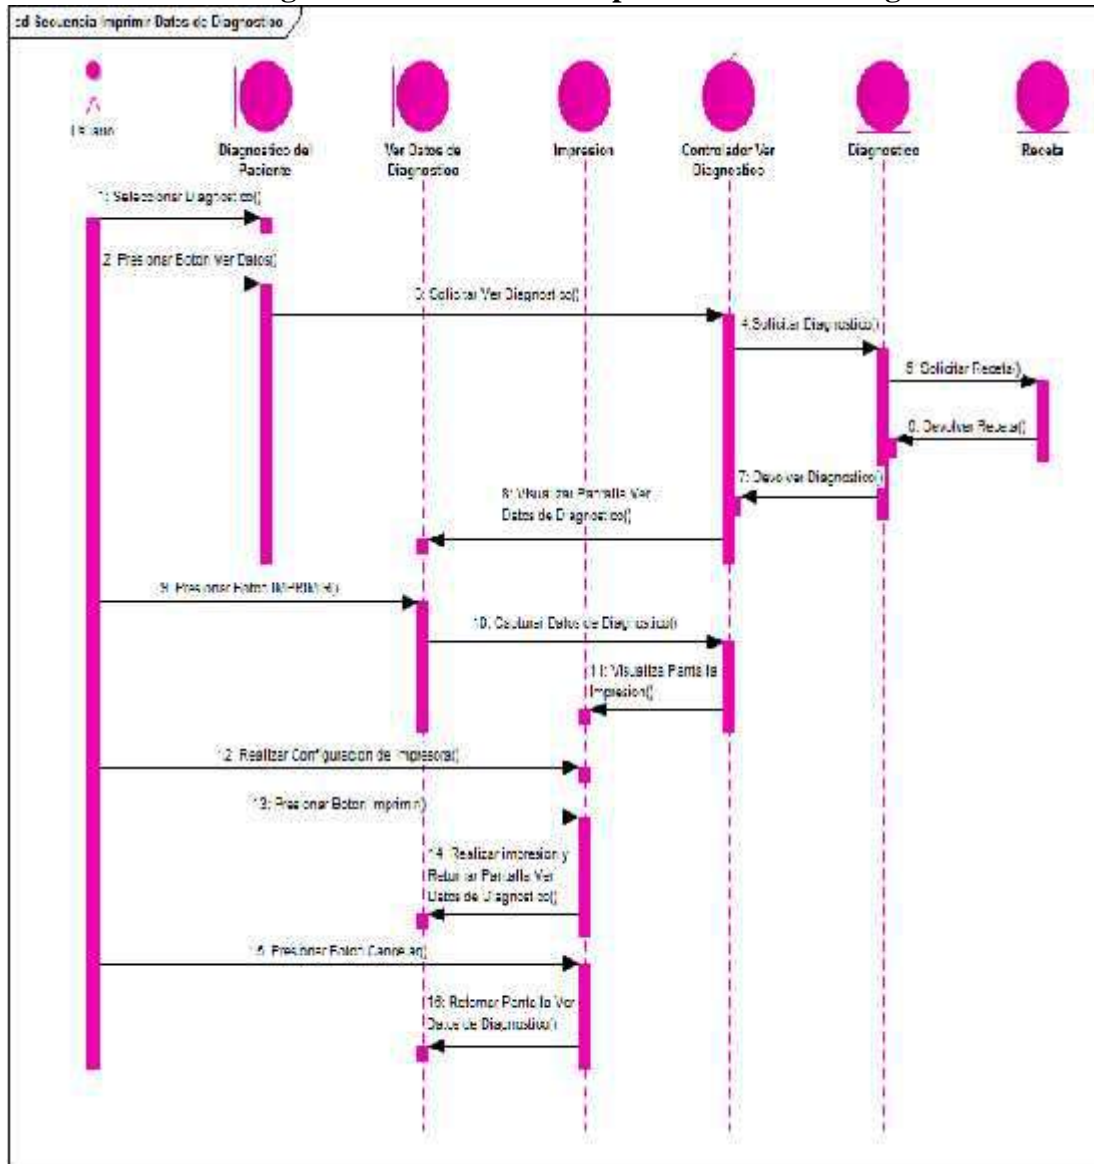 sd Secuencia Imprimir Datos de Diagnostico
Usuario
Diagnostico del
Paciente
Ver Datos de
Diagnostico
Impresion
Controlador Ver
Diagnostico
Diagnostico
Receta
1: Seleccionar Diagnostico()
2: Presionar Boton Ver Datos()
3: Solicitar Ver Diagnostico()
4:Solicitar Diagnostico()
5: Solicitar Receta()
6: Devolver Receta()
7: Devolver Diagnostico()
8: Visualizar Pantalla Ver
Datos de Diagnostico()
9: Presionar Boton IMPRIMIR()
10: Capturar Datos de Diagnostico()
11: Visualiza Pantalla
Impresion()
12: Realizar Configuracion de Impresora()
13: Presionar Boton Imprimir()
14: Realizar impresion y
Retornar Pantalla Ver
Datos de Diagnostico()
15: Presionar Boton Cancelar()
16: Retornar Pantalla Ver
Datos de Diagnostico()